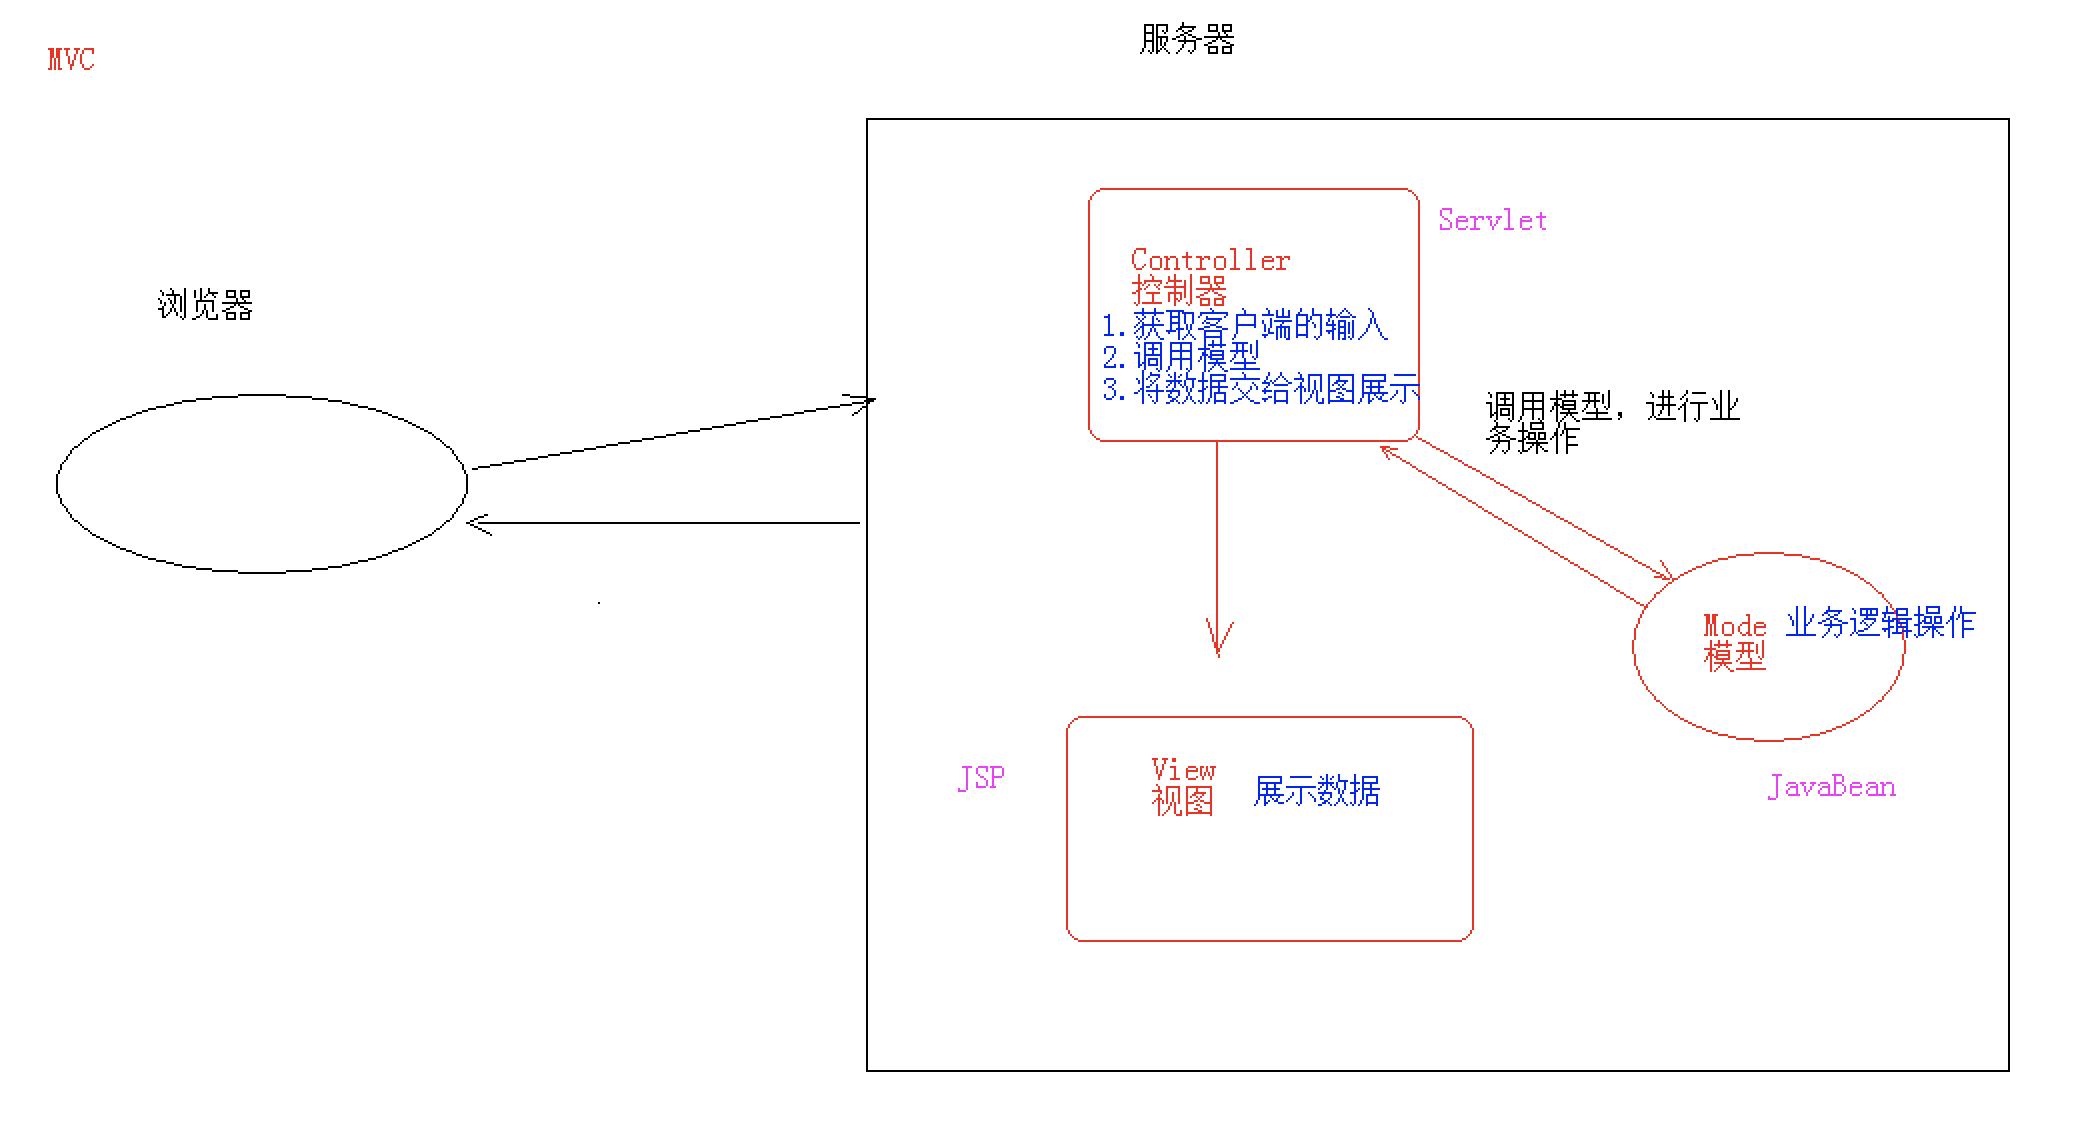 服务器
MVC
Servlet
Controller
控制器
1.获取客户端的输入
2.调用模型
3.将数据交给视图展示
浏览器
调用模型，进行业
务操作
Mode 业务逻辑操作
模型
JSP
View
视图 展示数据
JavaBean